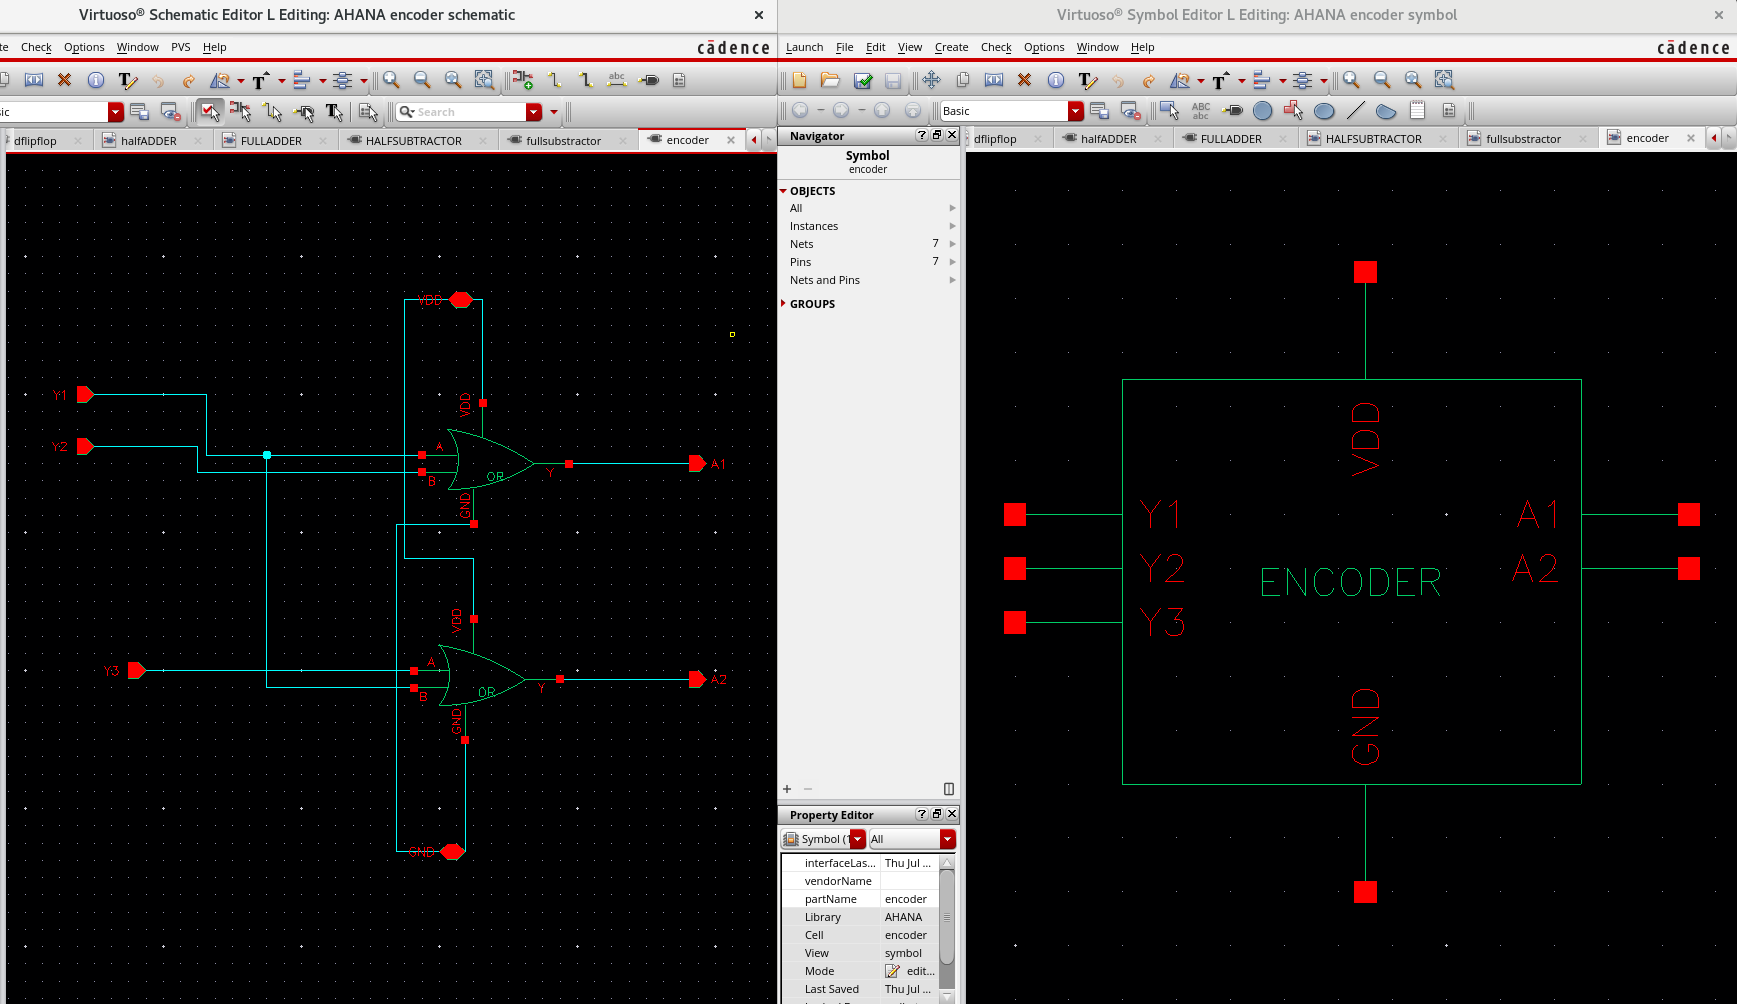 Virtuoso® Schematic Editor L Editing: AHANA encoder schematic
te Check Options Window PVS Help
cādence
abc
sic
Search
dflipflop halfADDER FULLADDER HALFSUBTRACTOR fullsubstractor encoder
VDD
Y1
Y2
VDD
A
B
OR
Y
A1
GND
VDD
Y3
A
B
OR
Y
A2
GND
GND
Virtuoso® Symbol Editor L Editing: AHANA encoder symbol
Launch File Edit View Create Check Options Window Help
cādence
Basic
ABC
Navigator
Symbol
encoder
OBJECTS
All
Instances
Nets 7
Pins 7
Nets and Pins
GROUPS
Property Editor
Symbol (1 All
interfaceLas... Thu Jul ...
vendorName
partName encoder
Library AHANA
Cell encoder
View symbol
Mode edit...
Last Saved Thu Jul ...
dflipflop halfADDER FULLADDER HALFSUBTRACTOR fullsubstractor encoder
VDD
Y1 A1
Y2 A2
ENCODER
Y3
GND